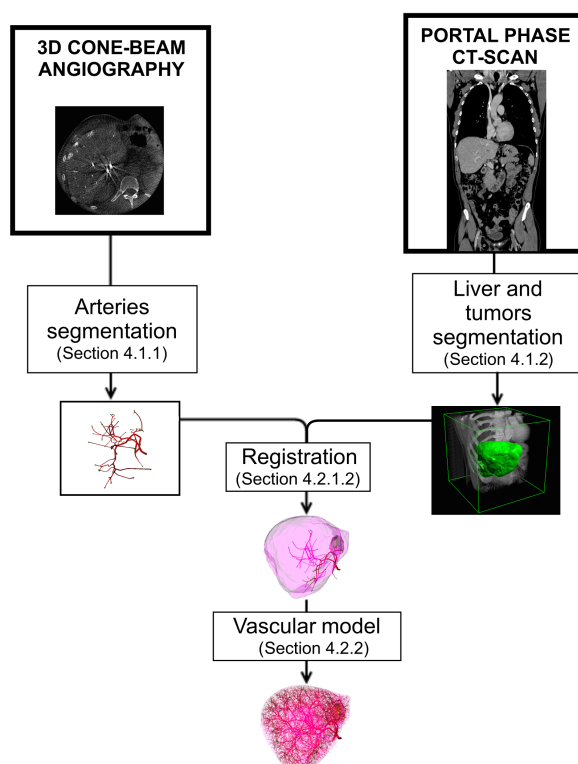 3D CONE-BEAM
ANGIOGRAPHY
PORTAL PHASE
CT-SCAN
Arteries
segmentation
(Section 4.1.1)
Liver and
tumors
segmentation
(Section 4.1.2)
Registration
(Section 4.2.1.2)
Vascular model
(Section 4.2.2)